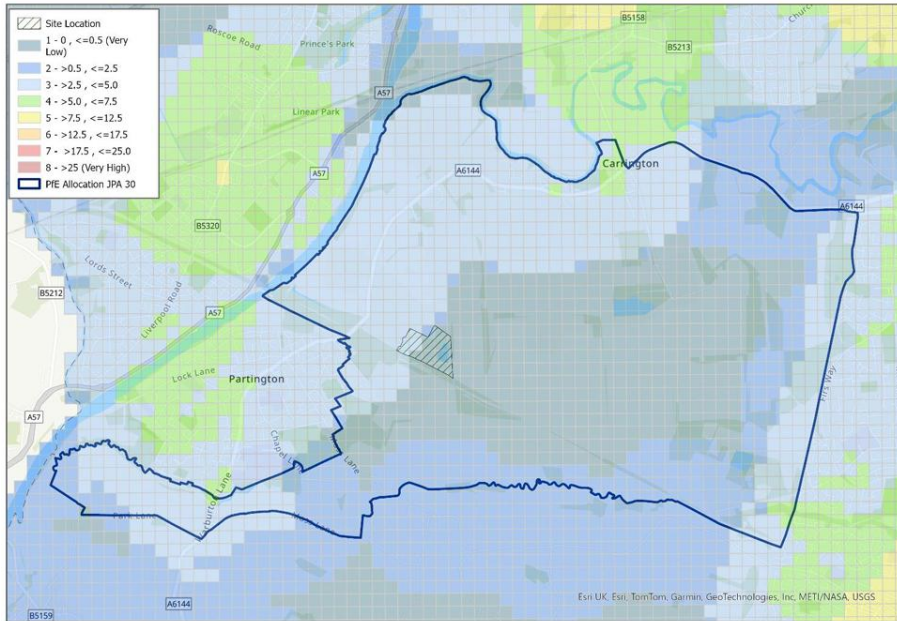 Site Location
1 - 0 , <=0.5 (Very
Low)
2 - >0.5 , <=2.5
3 - >2.5 , <=5.0
4 - >5.0 , <=7.5
5 - >7.5 , <=12.5
6 - >12.5 , <=17.5
7 - >17.5 , <=25.0
8 - >25 (Very High)
PfE Allocation JPA 30
Roscoe Road
Prince's Park
B5158
B5213
A57
Linear Park
A57
A6144
Carrington
A6144
B5320
Lords Street
B5212
Liverpool Road
A57
Lock Lane
Partington
A57
Chapel
Lane
Warburton Lane
Park Lane
Moss Lane
A6144
B5159
Esri UK, Esri, TomTom, Garmin, GeoTechnologies, Inc, METI/NASA, USGS